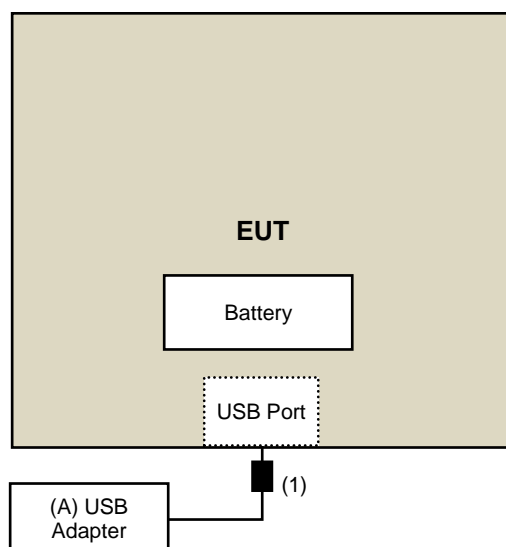 EUT
Battery
USB Port
(1)
(A) USB
Adapter